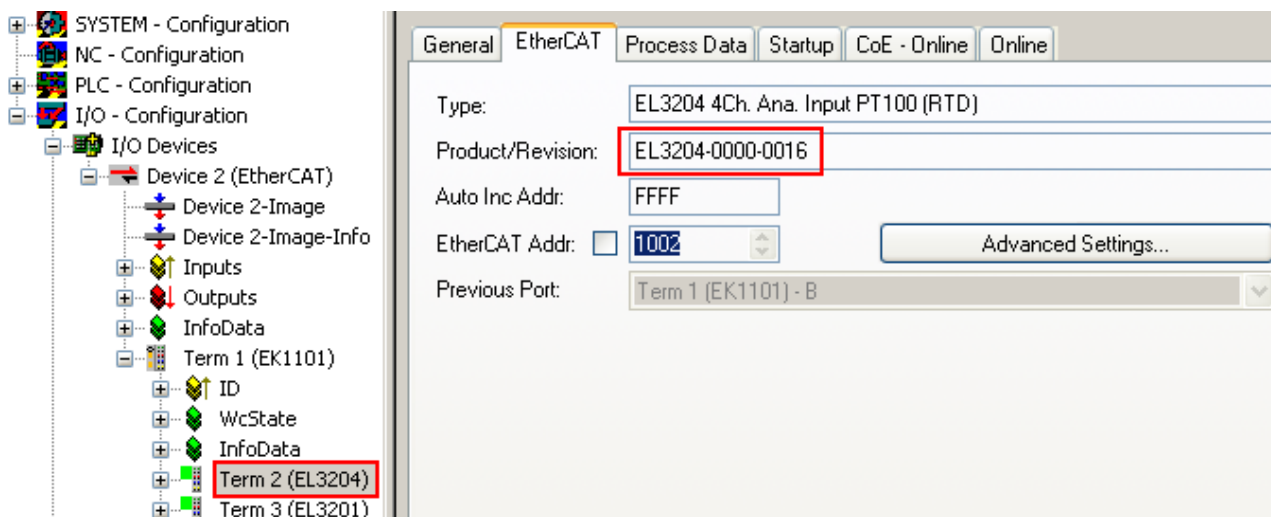 SYSTEM - Configuration
NC - Configuration
PLC - Configuration
I/O - Configuration
I/O Devices
Device 2 (EtherCAT)
Device 2-Image
Device 2-Image-Info
Inputs
Outputs
InfoData
Term 1 (EK1101)
ID
WcState
InfoData
Term 2 (EL3204)
Term 3 (EL3201)
General EtherCAT Process Data Startup CoE - Online Online
Type: EL3204 4Ch. Ana. Input PT100 (RTD)
Product/Revision: EL3204-0000-0016
Auto Inc Addr: FFFF
EtherCAT Addr: 1002 Advanced Settings...
Previous Port: Term 1 (EK1101) - B